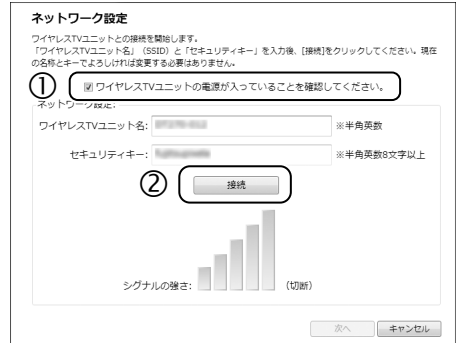 ネットワーク設定
ワイヤレスTVユニットとの接続を開始します。
「ワイヤレスTVユニット名」(SSID)と「セキュリティキー」を入力後、[接続]をクリックしてください。現在
の名称とキーでよろしければ変更する必要はありません。
① ワイヤレスTVユニットの電源が入っていることを確認してください。
ネットワーク設定:
ワイヤレスTVユニット名: ※半角英数
セキュリティキー: ※半角英数8文字以上
② 接続
シグナルの強さ: (切断)
次へ キャンセル